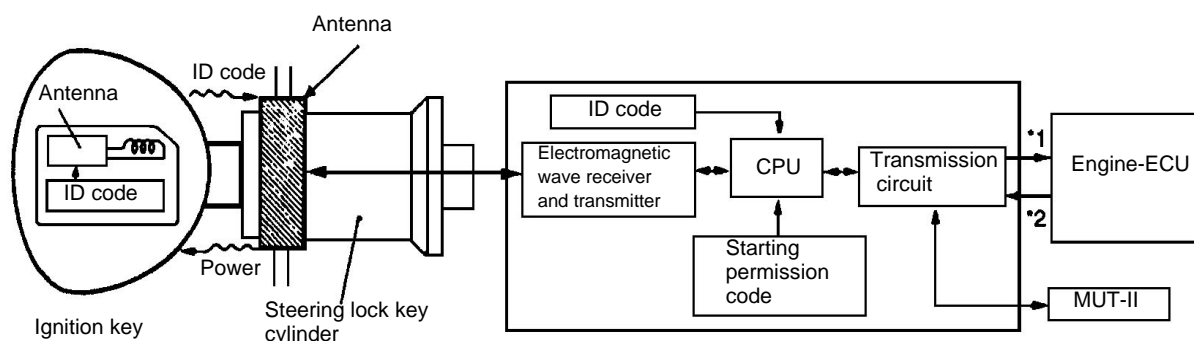 Antenna
ID code
Antenna
ID code
Power
Ignition key
Steering lock key
cylinder
ID code
Electromagnetic
wave receiver
and transmitter
CPU
Starting
permission
code
Transmission
circuit
*1
*2
Engine-ECU
MUT-II